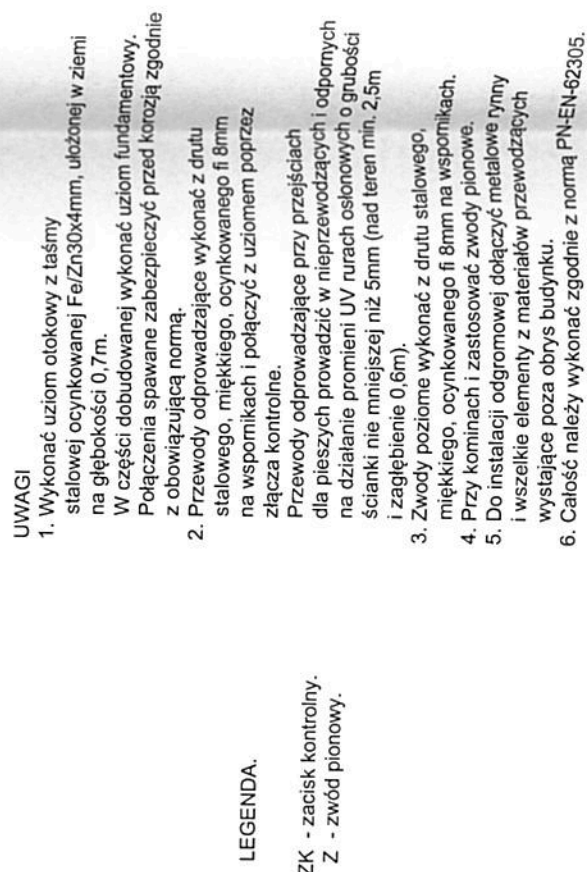 UWAGI
1. Wykonać uziom otokowy z taśmy
stalowej ocynkowanej Fe/Zn30x4mm, ułożonej w ziemi
na głębokości 0,7m.
W części dobudowanej wykonać uziom fundamentowy.
Połączenia spawane zabezpieczyć przed korozją zgodnie
z obowiązującą normą.
2. Przewody odprowadzające wykonać z drutu
stalowego, miękkiego, ocynkowanego fi 8mm
na wspornikach i połączyć z uziomem poprzez
złącza kontrolne.
Przewody odprowadzające przy przejściach
dla pieszych prowadzić w nieprzewodzących i odpornych
na działanie promieni UV rurach osłonowych o grubości
ścianki nie mniejszej niż 5mm (nad teren min. 2,5m
i zagłębienie 0,6m).
3. Zwody poziome wykonać z drutu stalowego,
miękkiego, ocynkowanego fi 8mm na wspornikach.
4. Przy kominach i zastosować zwody pionowe.
5. Do instalacji odgromowej dołączyć metalowe rynny
i wszelkie elementy z materiałów przewodzących
wystające poza obrys budynku.
6. Całość należy wykonać zgodnie z normą PN-EN-62305.
LEGENDA.
ZK - zacisk kontrolny.
Z - zwód pionowy.